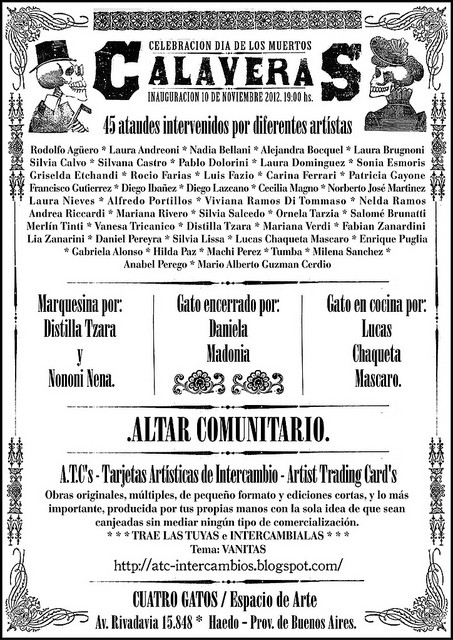 CELEBRACION DIA DE LOS MUERTOS
CALAVERAS
INAUGURACION 10 DE NOVIEMBRE 2012. 19:00 hs.
45 ataudes intervenidos por diferentes artístas
Rodolfo Agüero * Laura Andreoni * Nadia Bellani * Alejandra Bocquel * Laura Brugnoni
Silvia Calvo * Silvana Castro * Pablo Dolorini * Laura Dominguez * Sonia Esmoris
Griselda Etchandi * Rocio Farias * Luis Fazio * Carina Ferrari * Patricia Gayone
Francisco Gutierrez * Diego Ibañez * Diego Lazcano * Cecilia Magno * Norberto José Martinez
Laura Nieves * Alfredo Portillos * Viviana Ramos Di Tommaso * Nelda Ramos
Andrea Riccardi * Mariana Rivero * Silvia Salcedo * Ornela Tarzia * Salomé Brunatti
Merlín Tinti * Vanesa Tricanico * Distilla Tzara * Mariana Verdi * Fabian Zanardini
Lia Zanarini * Daniel Pereyra * Silvia Lissa * Lucas Chaqueta Mascaro * Enrique Puglia
* Gabriela Alonso * Hilda Paz * Machi Perez * Tumba * Milena Sanchez *
Anabel Perego * Mario Alberto Guzman Cerdio
Marquesina por:
Distilla Tzara
y
Nononi Nena.
Gato encerrado por:
Daniela
Madonia
Gato en cocina por:
Lucas
Chaqueta
Mascaro.
.ALTAR COMUNITARIO.
A.T.C's - Tarjetas Artísticas de Intercambio - Artist Trading Card's
Obras originales, múltiples, de pequeño formato y ediciones cortas, y lo más
importante, producida por tus propias manos con la sola idea de que sean
canjeadas sin mediar ningún tipo de comercialización.
* * * TRAE LAS TUYAS e INTERCAMBIALAS * * *
Tema: VANITAS
http://atc-intercambios.blogspot.com/
CUATRO GATOS / Espacio de Arte
Av. Rivadavia 15.848 * Haedo – Prov. de Buenos Aires.